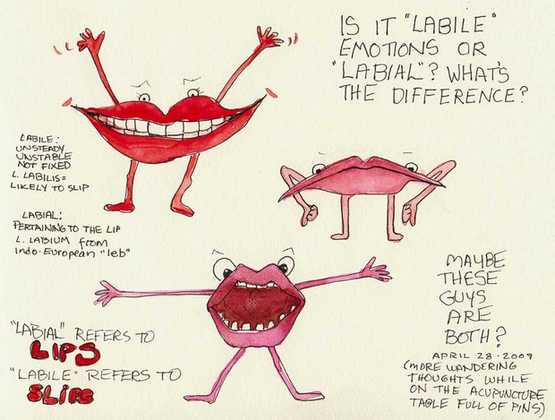 IS IT "LABILE"
EMOTIONS OR
"LABIAL"? WHAT'S
THE DIFFERENCE?
LABILE:
UNSTEADY
UNSTABLE
NOT FIXED
L. LABILIS=
LIKELY TO SLIP
LABIAL:
PERTAINING TO THE LIP
L. LABIUM from
Indo-European "leb"
"LABIAL" REFERS TO
LIPS
"LABILE" REFERS TO
SLIPS
MAYBE
THESE
GUYS
ARE
BOTH?
APRIL 28·2009
(MORE WANDERING
THOUGHTS WHILE
ON THE ACUPUNCTURE
TABLE FULL OF PINS)